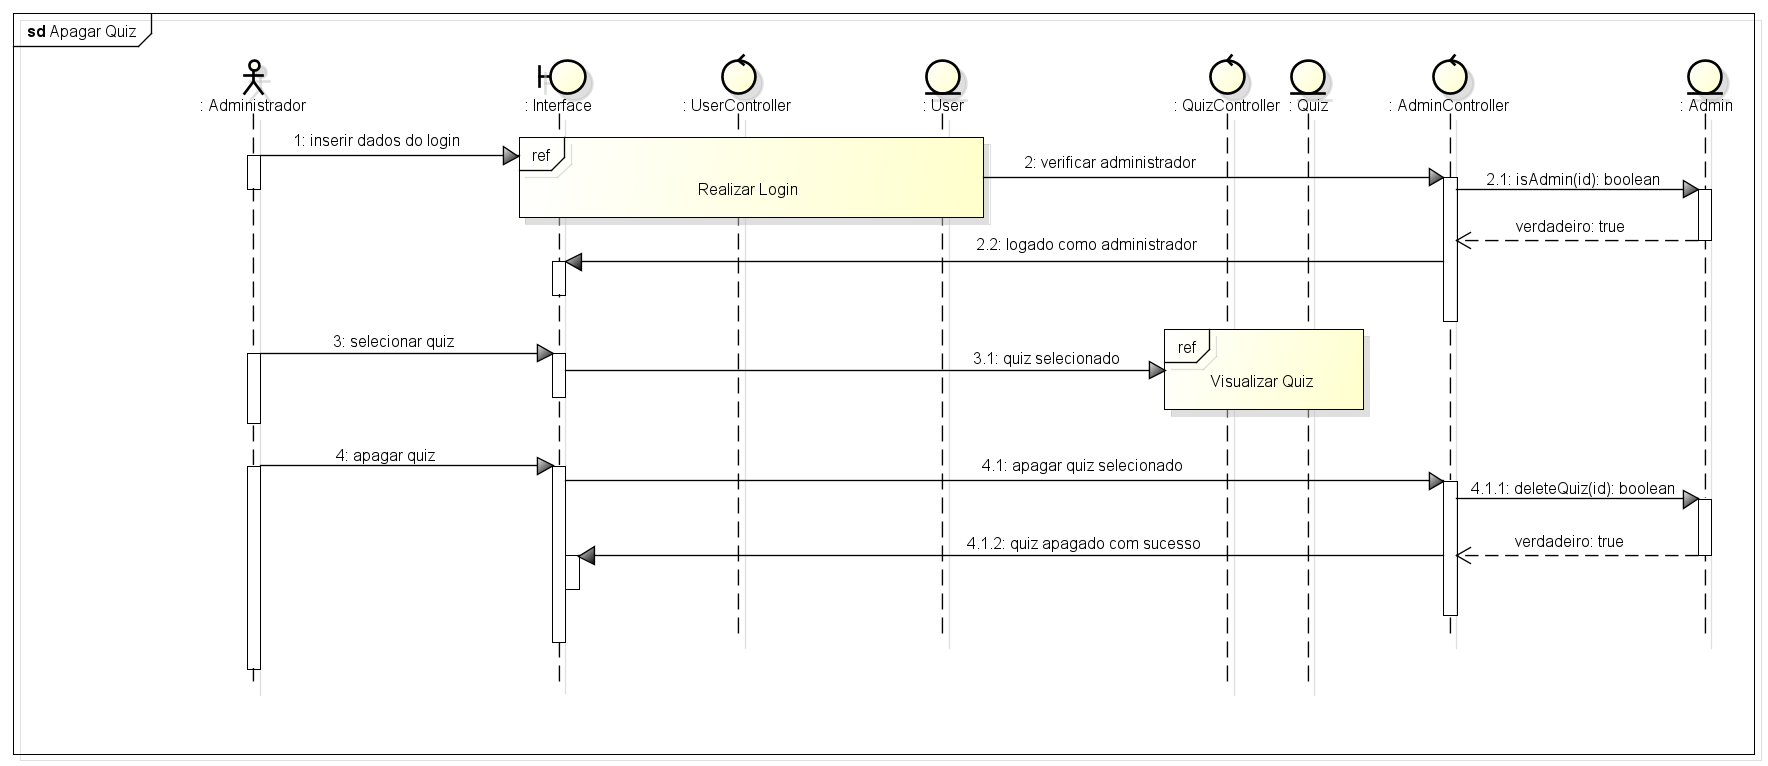 sd Apagar Quiz
: Administrador
: Interface
: UserController
: User
: QuizController
: Quiz
: AdminController
: Admin
1: inserir dados do login
ref
Realizar Login
2: verificar administrador
2.1: isAdmin(id): boolean
verdadeiro: true
2.2: logado como administrador
3: selecionar quiz
3.1: quiz selecionado
ref
Visualizar Quiz
4: apagar quiz
4.1: apagar quiz selecionado
4.1.1: deleteQuiz(id): boolean
verdadeiro: true
4.1.2: quiz apagado com sucesso